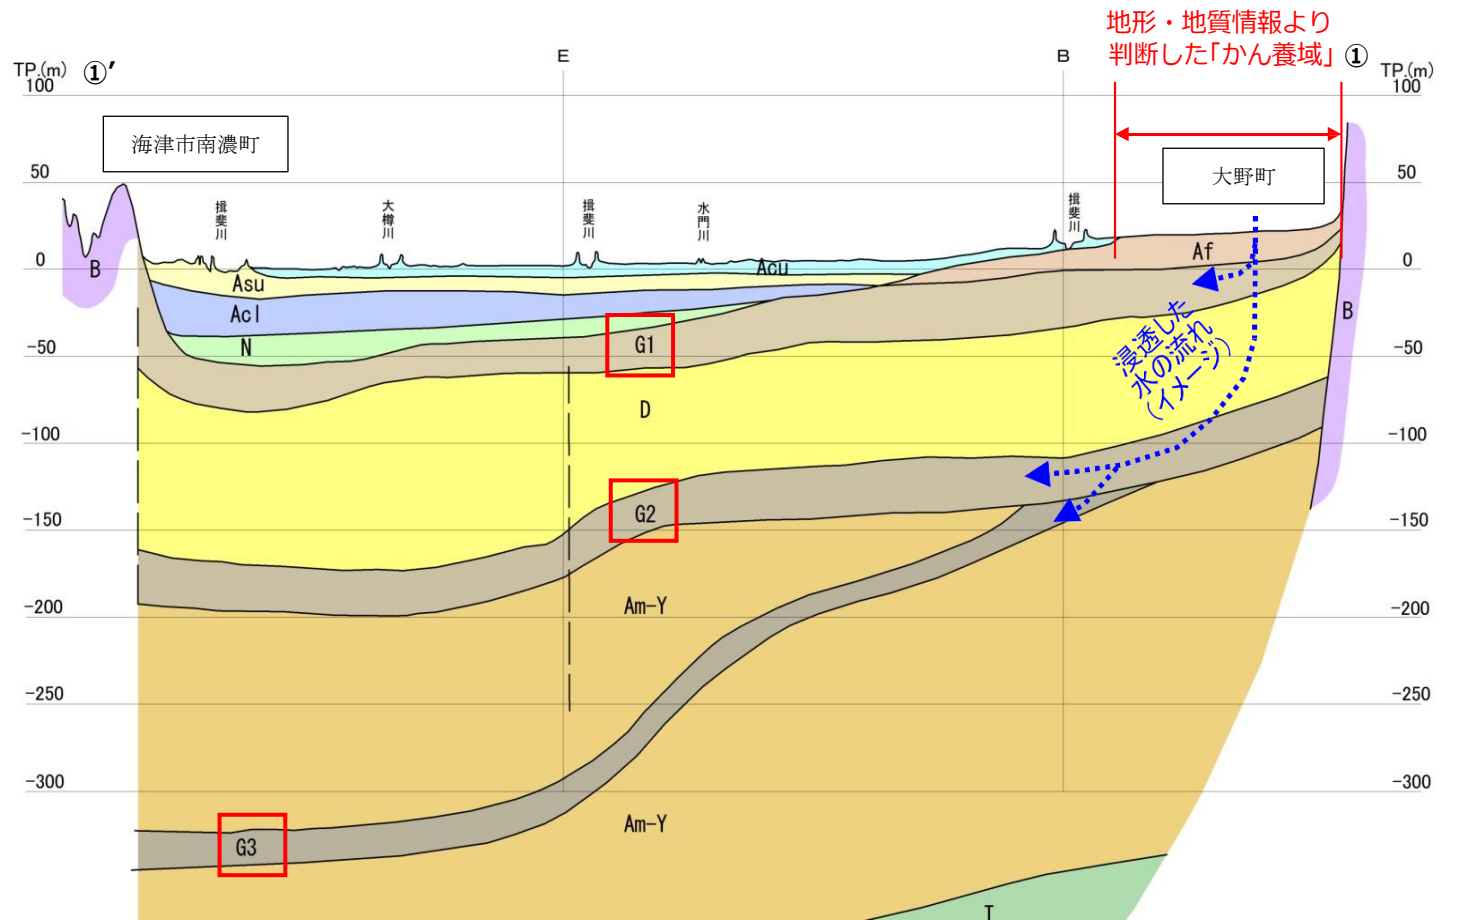 地形・地質情報より
判断した「かん養域」
①
①′
TP.(m)
E
B
TP.(m)
100
100
海津市南濃町
大野町
50
50
揖斐川
大樽川
揖斐川
水門川
揖斐川
0
0
B
Asu
Acu
Af
Acl
N
G1
B
-50
-50
浸透した
水の流れ
(イメージ)
D
-100
-100
G2
-150
-150
Am-Y
-200
-200
-250
-250
-300
-300
Am-Y
G3
T